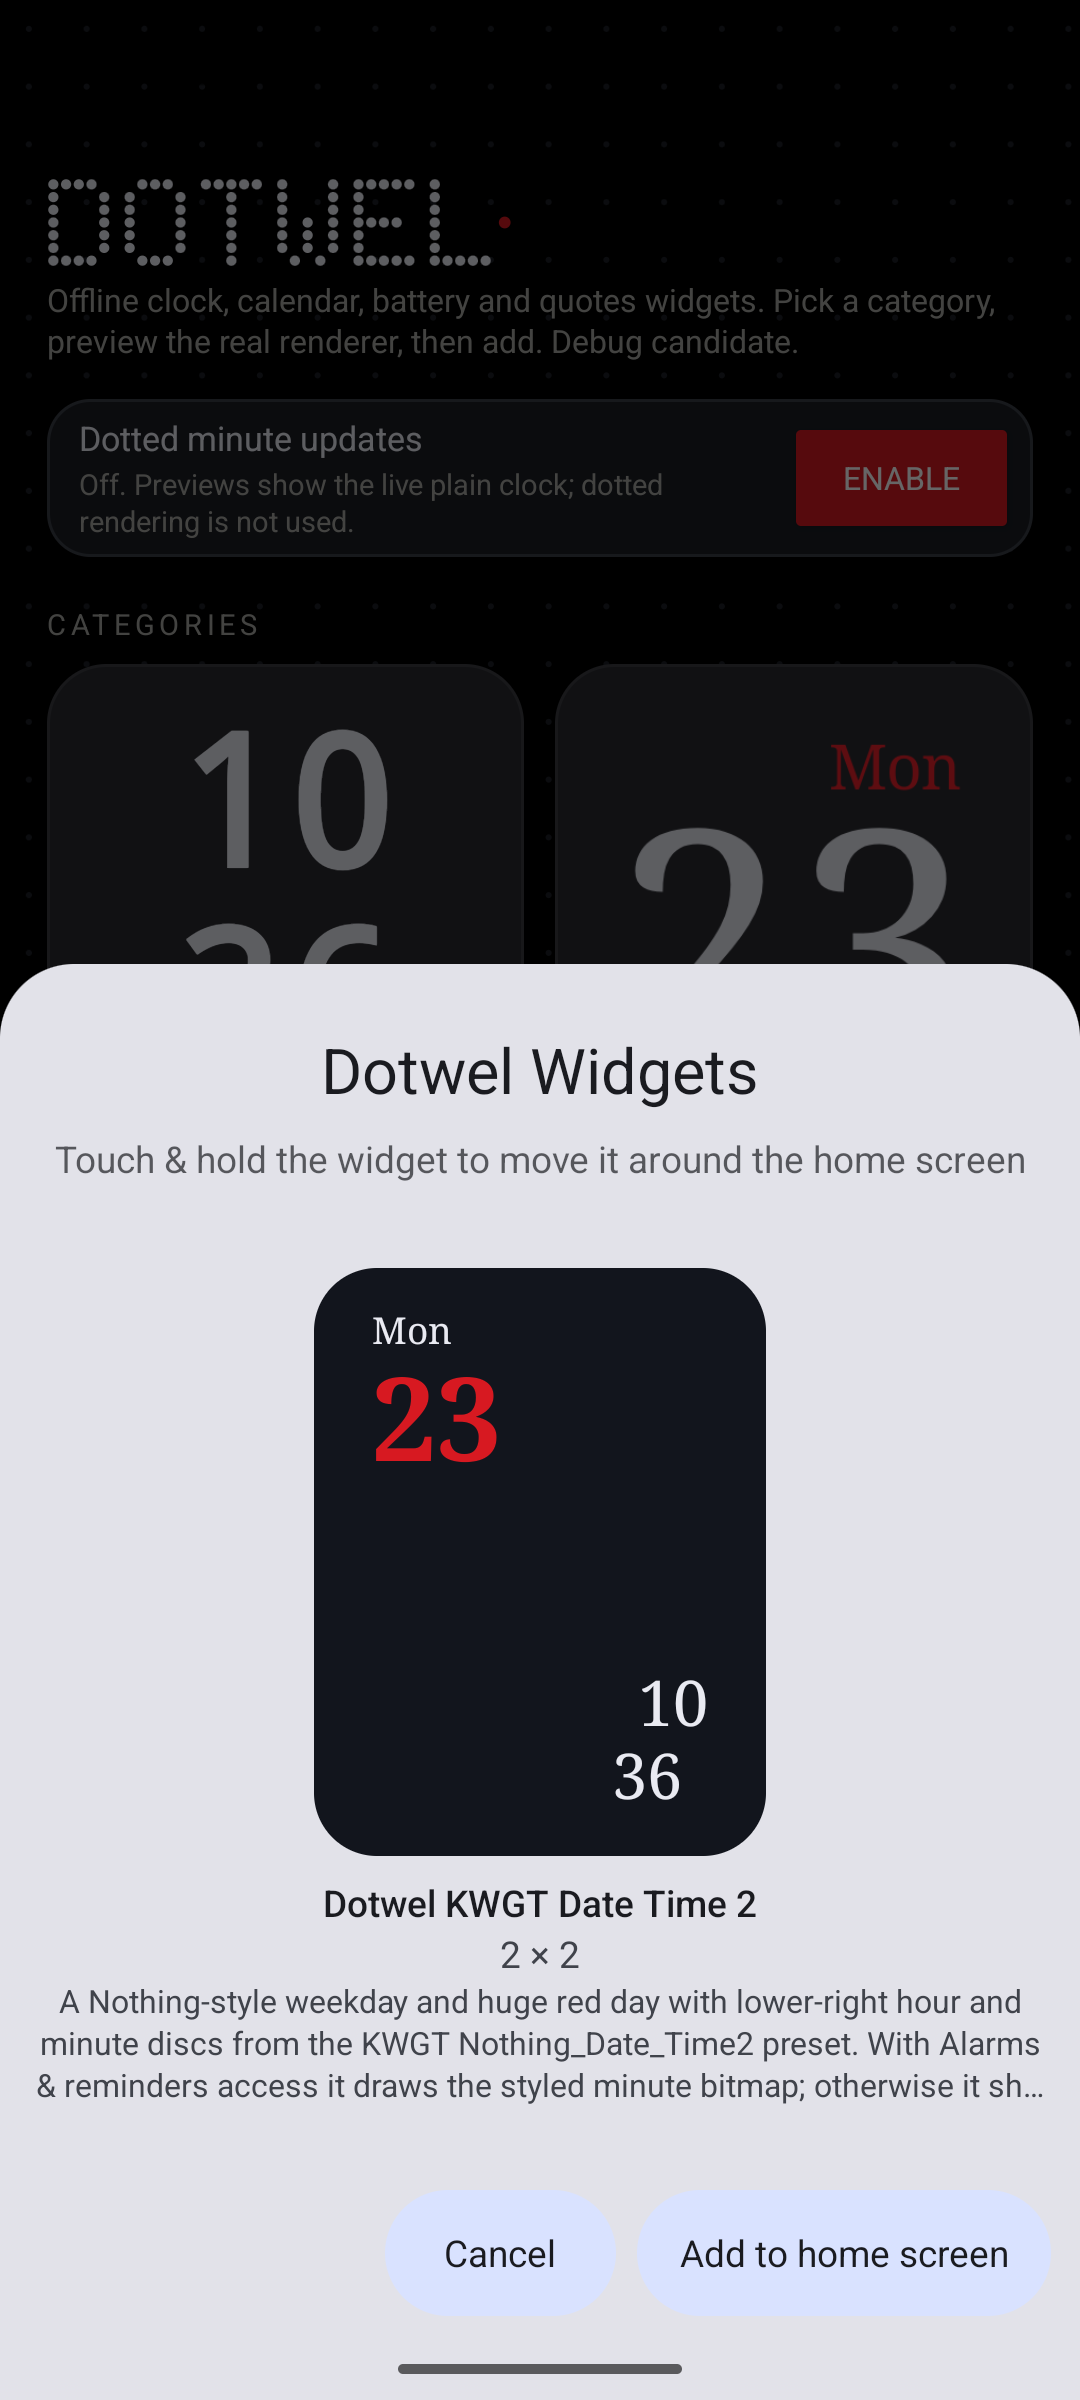 DOTWEL
Offline clock, calendar, battery and quotes widgets. Pick a category,
preview the real renderer, then add. Debug candidate.
Dotted minute updates
Off. Previews show the live plain clock; dotted
rendering is not used.
ENABLE
CATEGORIES
10
Mon
23
Dotwel Widgets
Touch & hold the widget to move it around the home screen
Mon
23
10
36
Dotwel KWGT Date Time 2
2 × 2
A Nothing-style weekday and huge red day with lower-right hour and
minute discs from the KWGT Nothing_Date_Time2 preset. With Alarms
& reminders access it draws the styled minute bitmap; otherwise it sh…
Cancel
Add to home screen